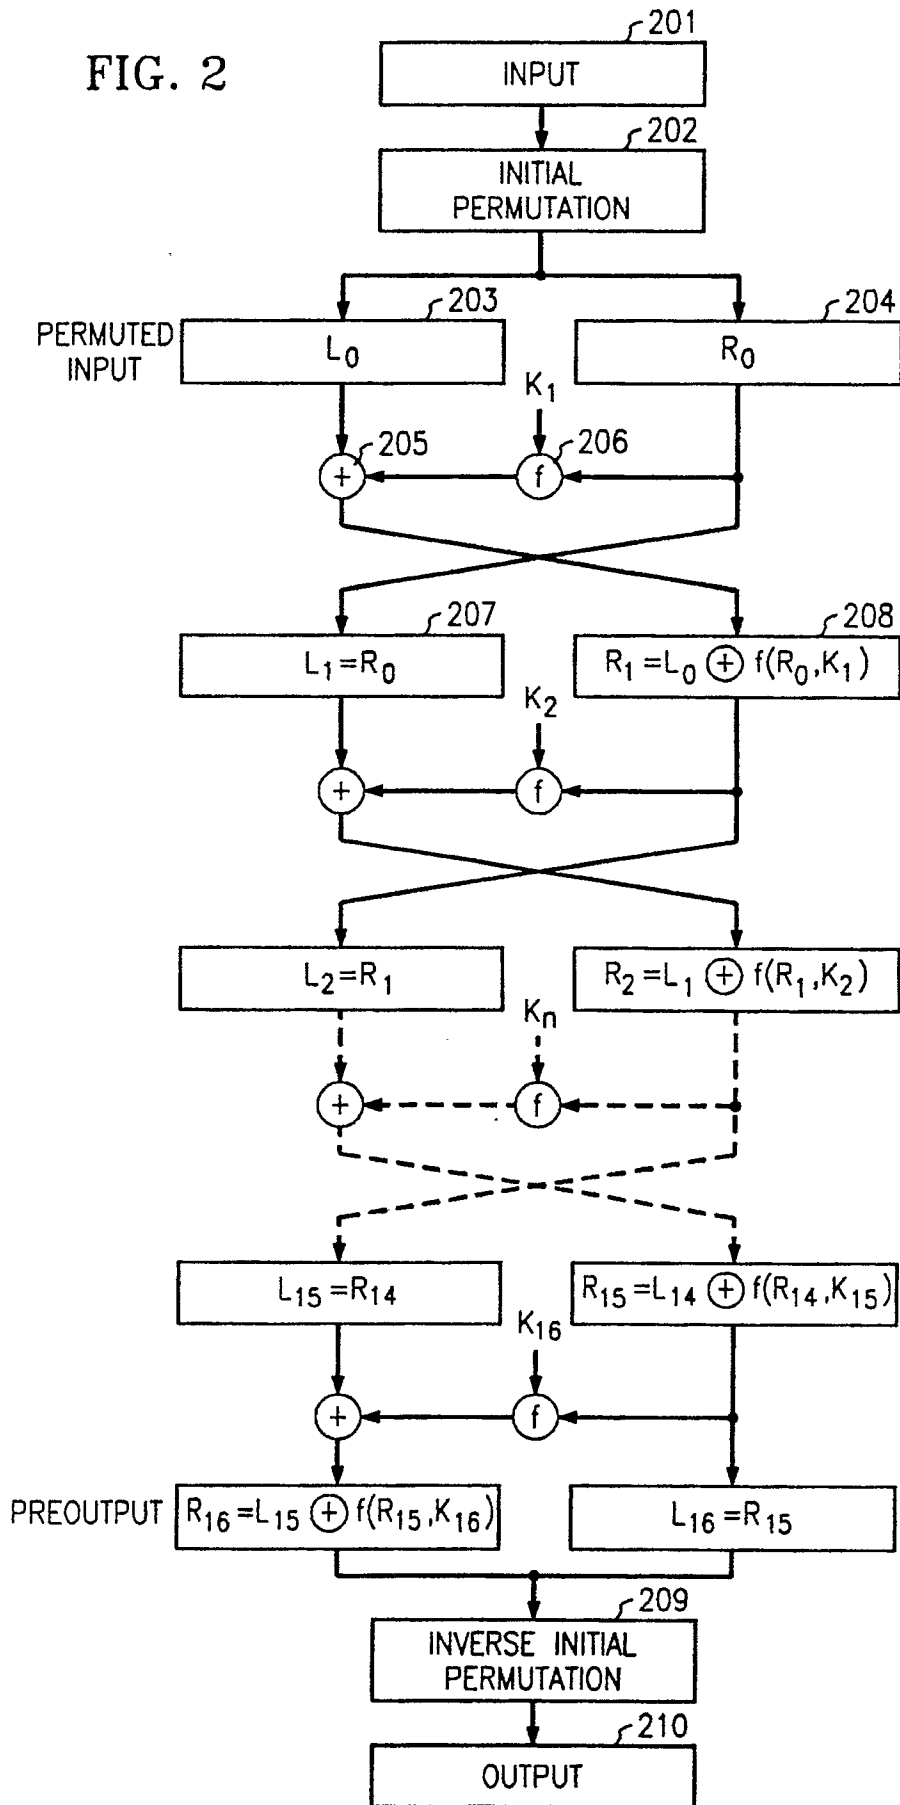 FIG. 2
201
INPUT
202
INITIAL
PERMUTATION
203
204
PERMUTED
INPUT
L₀
R₀
K₁
205
206
+
f
207
208
L₁=R₀
R₁=L₀ ⊕ f(R₀,K₁)
K₂
+
f
L₂=R₁
R₂=L₁ ⊕ f(R₁,K₂)
Kₙ
+
f
L₁₅=R₁₄
R₁₅=L₁₄ ⊕ f(R₁₄,K₁₅)
K₁₆
+
f
PREOUTPUT
R₁₆=L₁₅ ⊕ f(R₁₅,K₁₆)
L₁₆=R₁₅
209
INVERSE INITIAL
PERMUTATION
210
OUTPUT